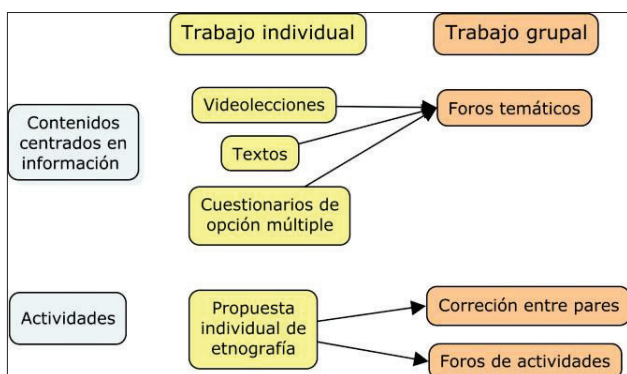 Trabajo individual
Trabajo grupal
Videolecciones
Foros temáticos
Contenidos
centrados en
información
Textos
Cuestionarios de
opción múltiple
Actividades
Propuesta
individual de
etnografía
Correción entre pares
Foros de actividades